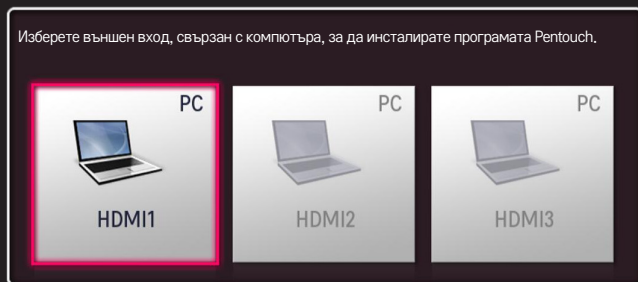 Изберете външен вход, свързан с компютъра, за да инсталирате програмата Pentouch.
PC PC PC
HDMI1 HDMI2 HDMI3